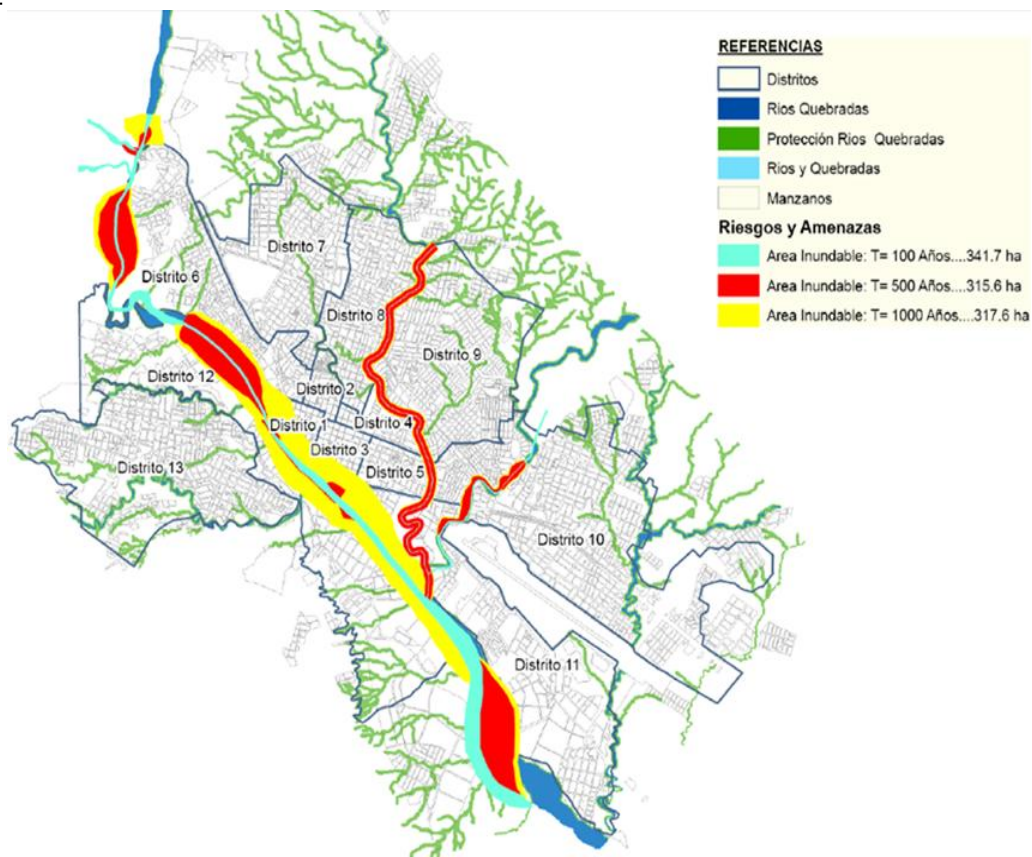 REFERENCIAS
Distritos
Rios Quebradas
Protección Rios Quebradas
Rios y Quebradas
Manzanos
Riesgos y Amenazas
Area Inundable: T= 100 Años....341.7 ha
Area Inundable: T= 500 Años....315.6 ha
Area Inundable: T= 1000 Años....317.6 ha
Distrito 7
Distrito 6
Distrito 8
Distrito 9
Distrito 12
Distrito 2
Distrito 4
Distrito 1
Distrito 3
Distrito 5
Distrito 13
Distrito 10
Distrito 11